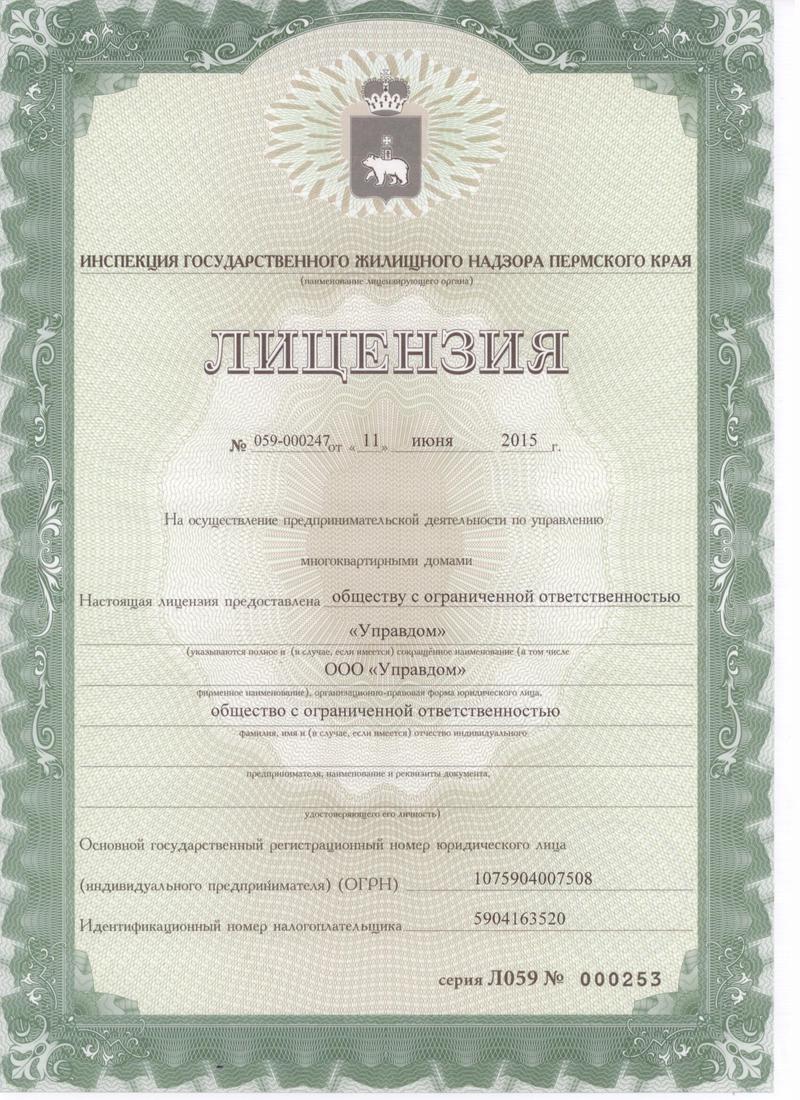 ИНСПЕКЦИЯ ГОСУДАРСТВЕННОГО ЖИЛИЩНОГО НАДЗОРА ПЕРМСКОГО КРАЯ
(наименование лицензирующего органа)
ЛИЦЕНЗИЯ
№ 059-000247 от « 11 » июня 2015 г.
На осуществление предпринимательской деятельности по управлению
многоквартирными домами
Настоящая лицензия предоставлена обществу с ограниченной ответственностью
«Управдом»
(указываются полное и (в случае, если имеется) сокращённое наименование (в том числе
ООО «Управдом»
фирменное наименование), организационно-правовая форма юридического лица,
общество с ограниченной ответственностью
фамилия, имя и (в случае, если имеется) отчество индивидуального
предпринимателя, наименование и реквизиты документа,
удостоверяющего его личность)
Основной государственный регистрационный номер юридического лица
(индивидуального предпринимателя) (ОГРН) 1075904007508
Идентификационный номер налогоплательщика 5904163520
серия Л059 № 000253